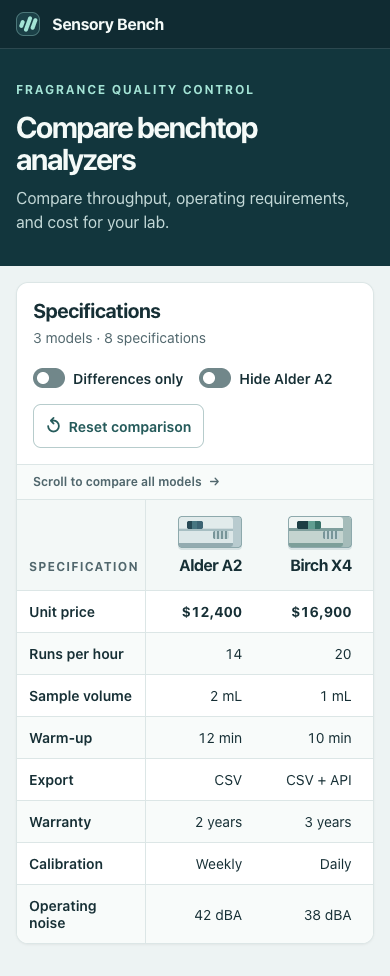 Sensory Bench
FRAGRANCE QUALITY CONTROL
Compare benchtop
analyzers
Compare throughput, operating requirements,
and cost for your lab.
Specifications
3 models · 8 specifications
Differences only
Hide Alder A2
Reset comparison
Scroll to compare all models →
SPECIFICATION Alder A2 Birch X4
Unit price $12,400 $16,900
Runs per hour 14 20
Sample volume 2 mL 1 mL
Warm-up 12 min 10 min
Export CSV CSV + API
Warranty 2 years 3 years
Calibration Weekly Daily
Operating
noise 42 dBA 38 dBA